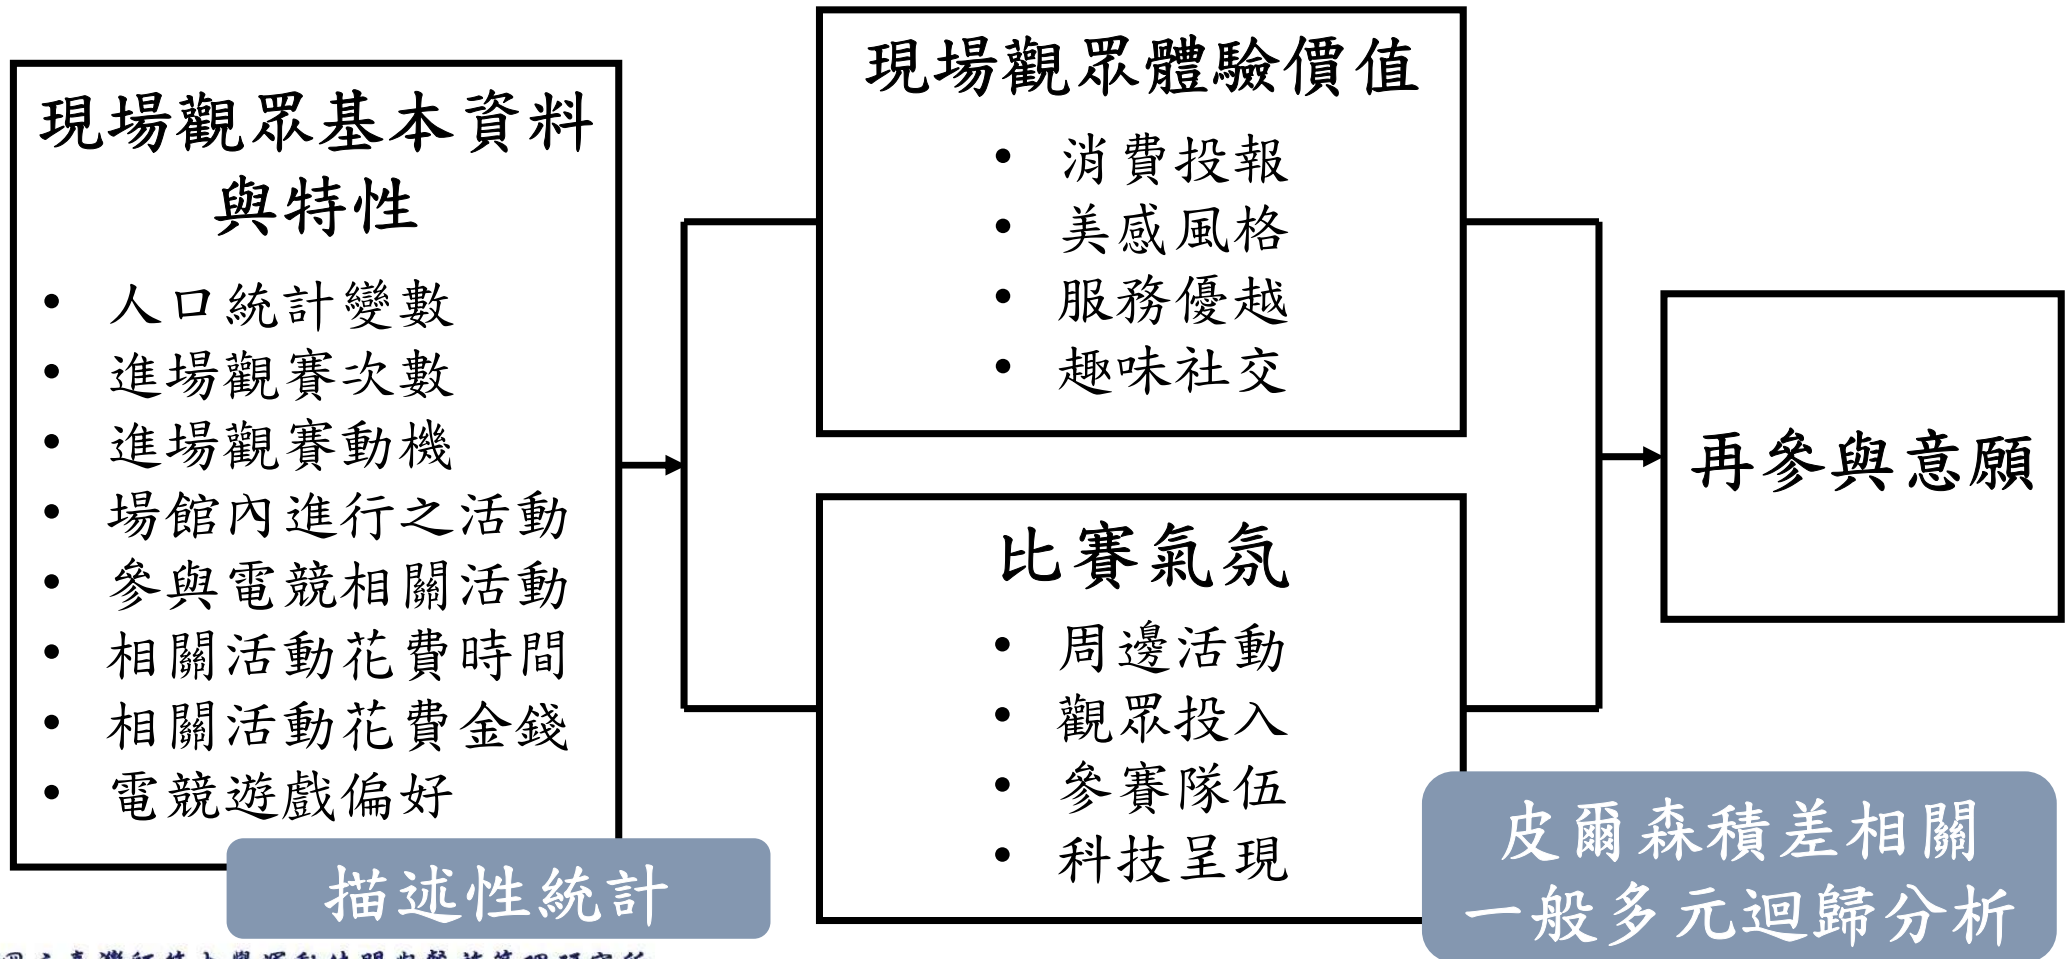 現場觀眾基本資料
與特性
• 人口統計變數
• 進場觀賽次數
• 進場觀賽動機
• 場館內進行之活動
• 參與電競相關活動
• 相關活動花費時間
• 相關活動花費金錢
• 電競遊戲偏好
描述性統計
現場觀眾體驗價值
• 消費投報
• 美感風格
• 服務優越
• 趣味社交
比賽氣氛
• 周邊活動
• 觀眾投入
• 參賽隊伍
• 科技呈現
再參與意願
皮爾森積差相關
一般多元迴歸分析